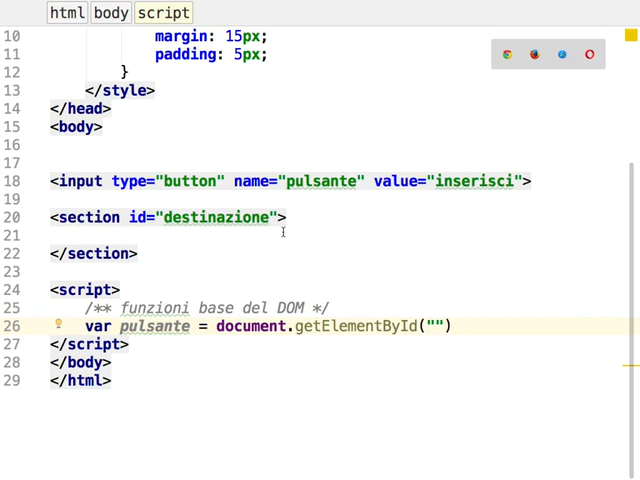 html body script
10 margin: 15px;
11 padding: 5px;
12 }
13 </style>
14 </head>
15 <body>
16
17
18 <input type="button" name="pulsante" value="inserisci">
19
20 <section id="destinazione">
21
22 </section>
23
24 <script>
25 /** funzioni base del DOM */
26 var pulsante = document.getElementById("")
27 </script>
28 </body>
29 </html>